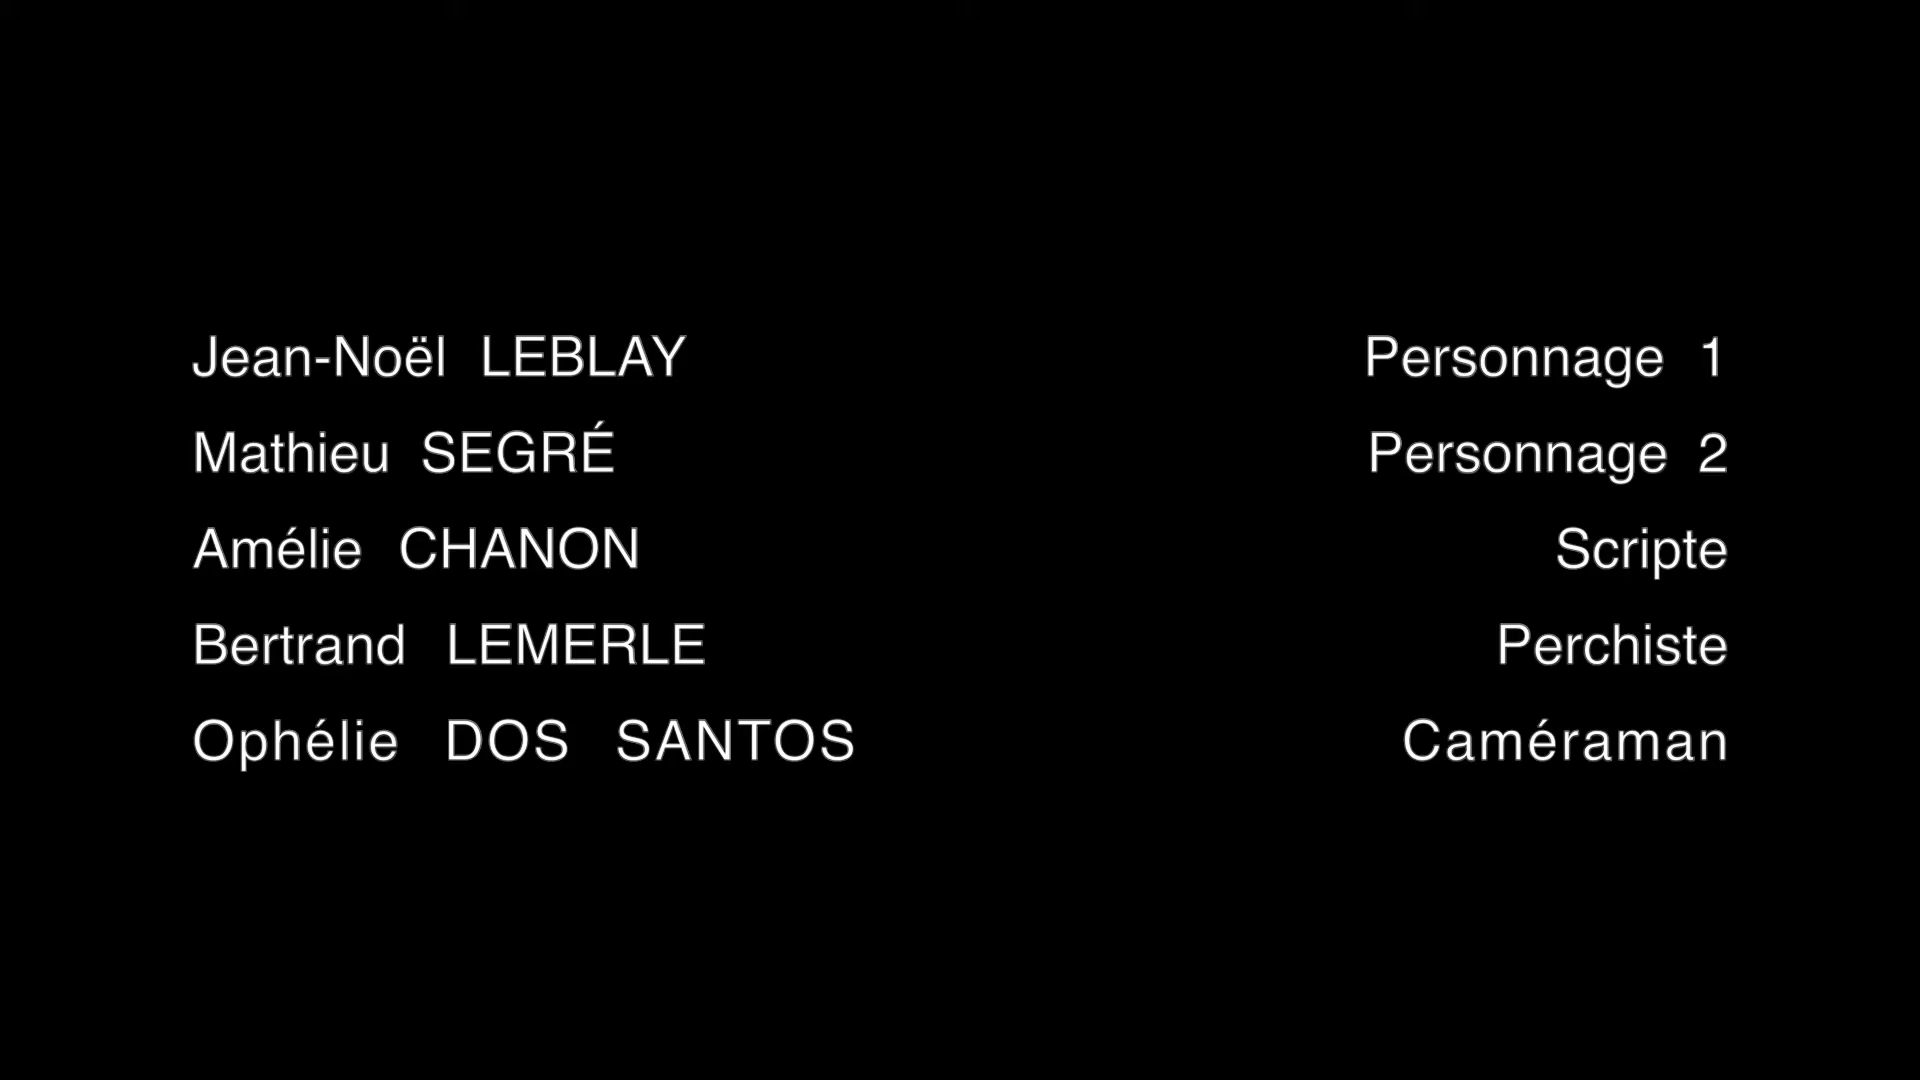 Jean-Noël LEBLAY Personnage 1
Mathieu SEGRÉ Personnage 2
Amélie CHANON Scripte
Bertrand LEMERLE Perchiste
Ophélie DOS SANTOS Caméraman